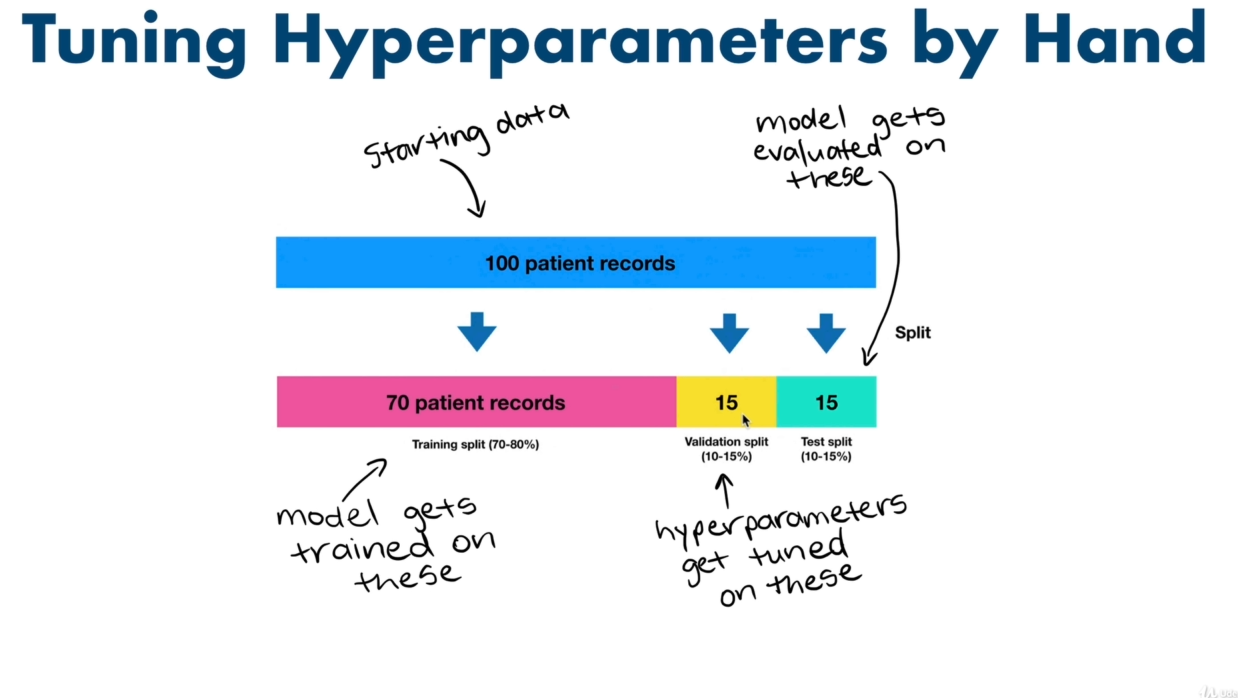 Tuning Hyperparameters by Hand
starting data
model gets
evaluated on
these
100 patient records
Split
70 patient records
15
15
Training split (70-80%)
Validation split
(10-15%)
Test split
(10-15%)
model gets
trained on
these
hyperparameters
get tuned
on these